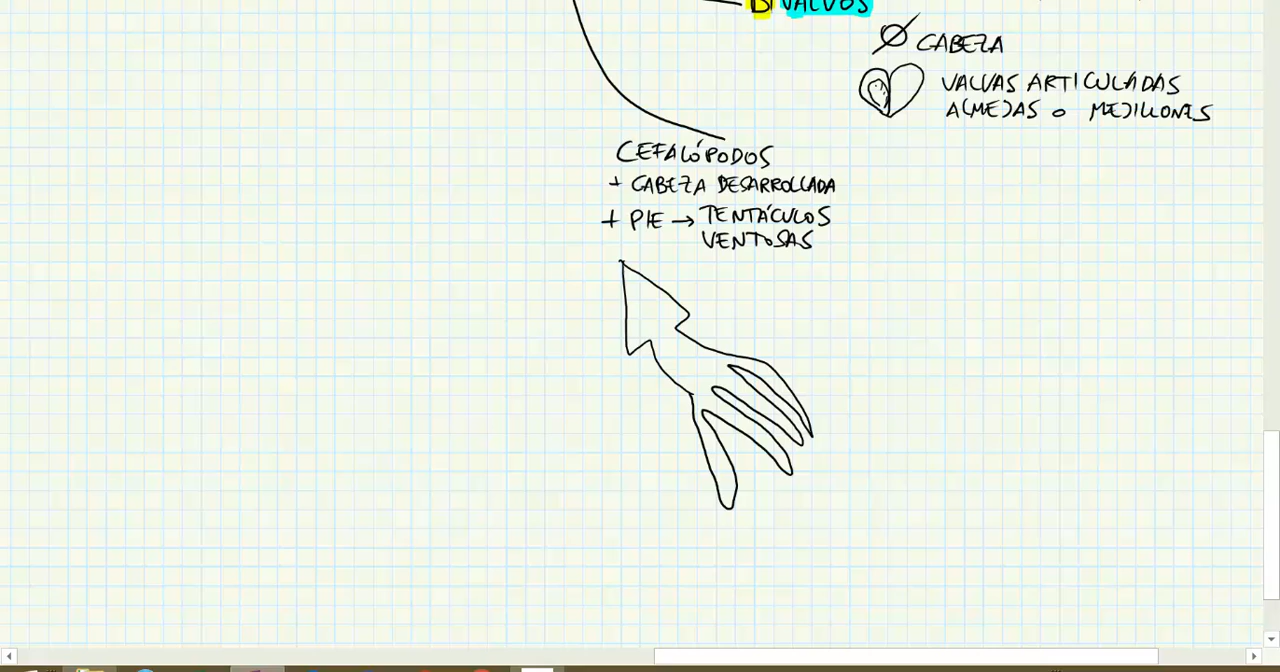 BIVALVOS
Ø CABEZA
VALVAS ARTICULADAS
ALMEJAS o MEJILLONES
CEFALÓPODOS
+ CABEZA DESARROLLADA
+ PIE → TENTÁCULOS
VENTOSAS